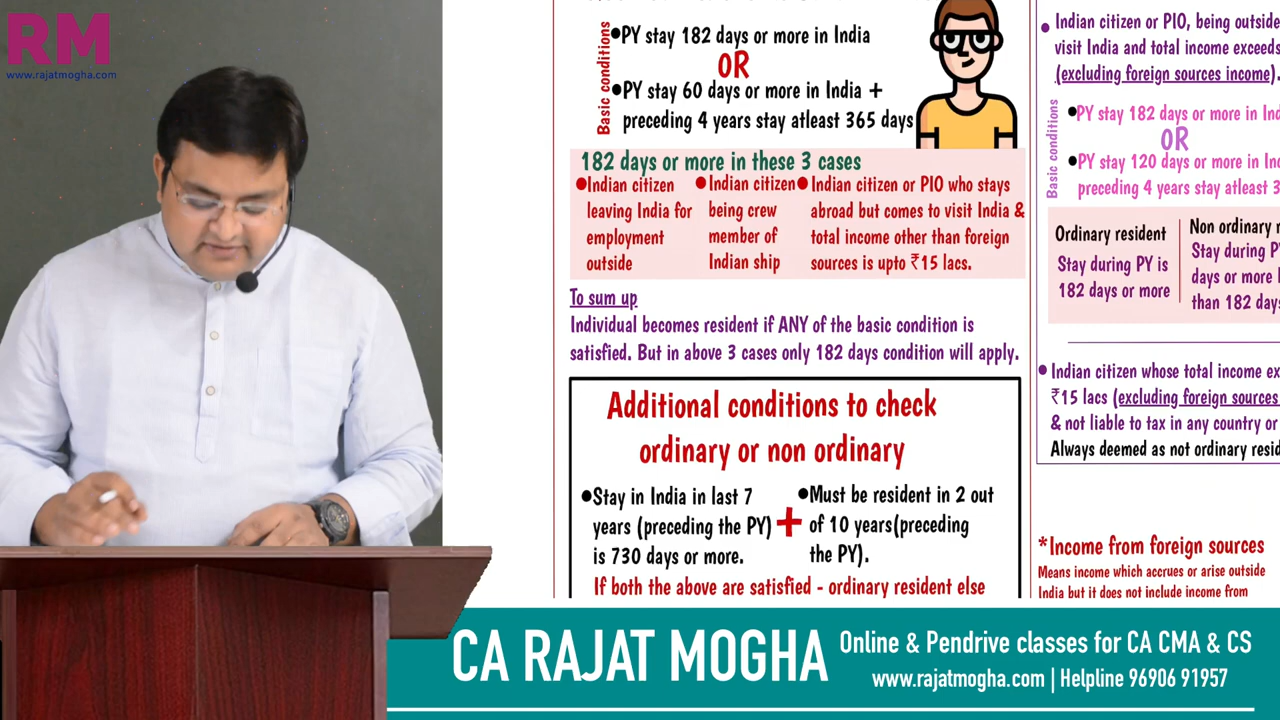 RM
www.rajatmogha.com
Basic conditions
●PY stay 182 days or more in India
OR
●PY stay 60 days or more in India +
preceding 4 years stay atleast 365 days
182 days or more in these 3 cases
●Indian citizen
leaving India for
employment
outside
●Indian citizen
being crew
member of
Indian ship
●Indian citizen or PIO who stays
abroad but comes to visit India &
total income other than foreign
sources is upto ₹15 lacs.
To sum up
Individual becomes resident if ANY of the basic condition is
satisfied. But in above 3 cases only 182 days condition will apply.
Additional conditions to check
ordinary or non ordinary
●Stay in India in last 7
years (preceding the PY)
is 730 days or more.
+
●Must be resident in 2 out
of 10 years(preceding
the PY).
If both the above are satisfied - ordinary resident else
● Indian citizen or PIO, being outside
visit India and total income exceeds
(excluding foreign sources income).
Basic conditions
●PY stay 182 days or more in
OR
●PY stay 120 days or more in
preceding 4 years stay atleast
Ordinary resident
Stay during PY is
182 days or more
Non ordinary
Stay during
days or more
than 182 days
● Indian citizen whose total income
₹15 lacs (excluding foreign sources
& not liable to tax in any country or
Always deemed as not ordinary
*Income from foreign sources
Means income which accrues or arise outside
India but it does not include income from
CA RAJAT MOGHA
Online & Pendrive classes for CA CMA & CS
www.rajatmogha.com | Helpline 96906 91957